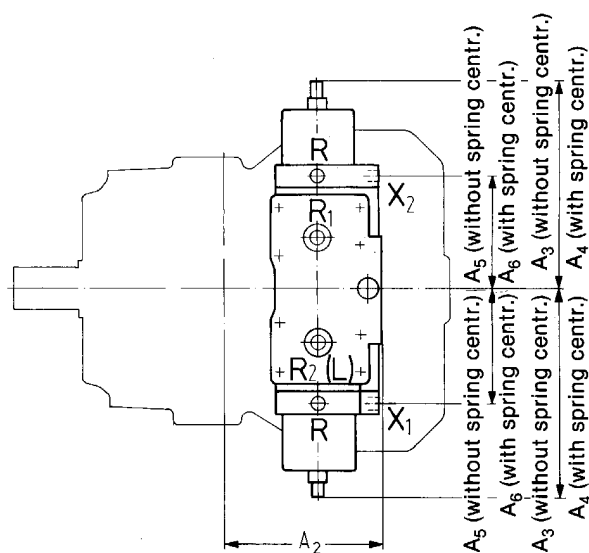 R
X₂
R₁
R₂ (L)
X₁
R
A₂
A₅ (without spring centr.)
A₆ (with spring centr.)
A₃ (without spring centr.)
A₄ (with spring centr.)
A₅ (without spring centr.)
A₆ (with spring centr.)
A₃ (without spring centr.)
A₄ (with spring centr.)